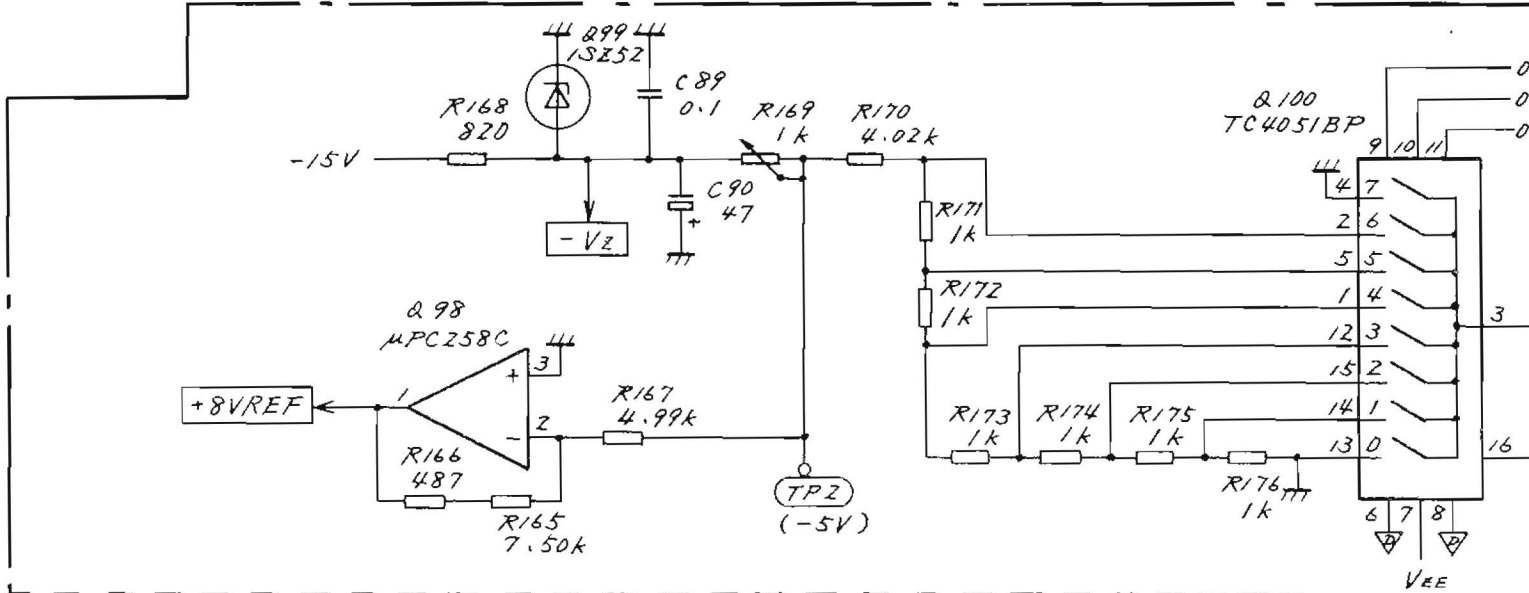 Q99
1SZ52
C89
0.1
R168
820
-15V
R169
1k
R170
4.02k
Q100
TC4051BP
0
0
0
9 10 11
C90
47
+
-Vz
R171
1k
R172
1k
4 7
2 6
5 5
1 4
12 3
15 2
14 1
13 0
3
16
Q98
μPC258C
+8VREF
1
+ 3
- 2
R167
4.99k
R166
487
R165
7.50k
TP2
(-5V)
R173
1k
R174
1k
R175
1k
R176
1k
6 7 8
D
D
VEE